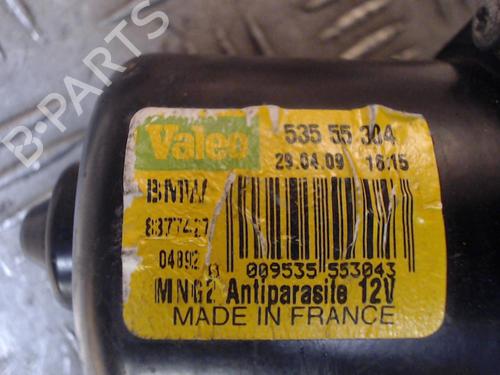 Valeo
535 55 304
29.04.09 16:15
BMW
8377427
04892
009535 553043
MNG2 Antiparasite 12V
MADE IN FRANCE